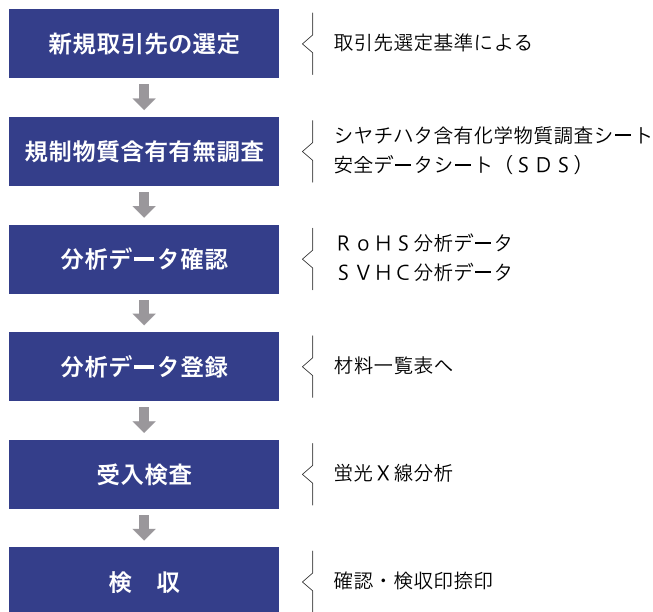 新規取引先の選定
取引先選定基準による
規制物質含有有無調査
シヤチハタ含有化学物質調査シート
安全データシート（ＳＤＳ）
分析データ確認
ＲｏＨＳ分析データ
ＳＶＨＣ分析データ
分析データ登録
材料一覧表へ
受入検査
蛍光Ｘ線分析
検　収
確認・検収印捺印